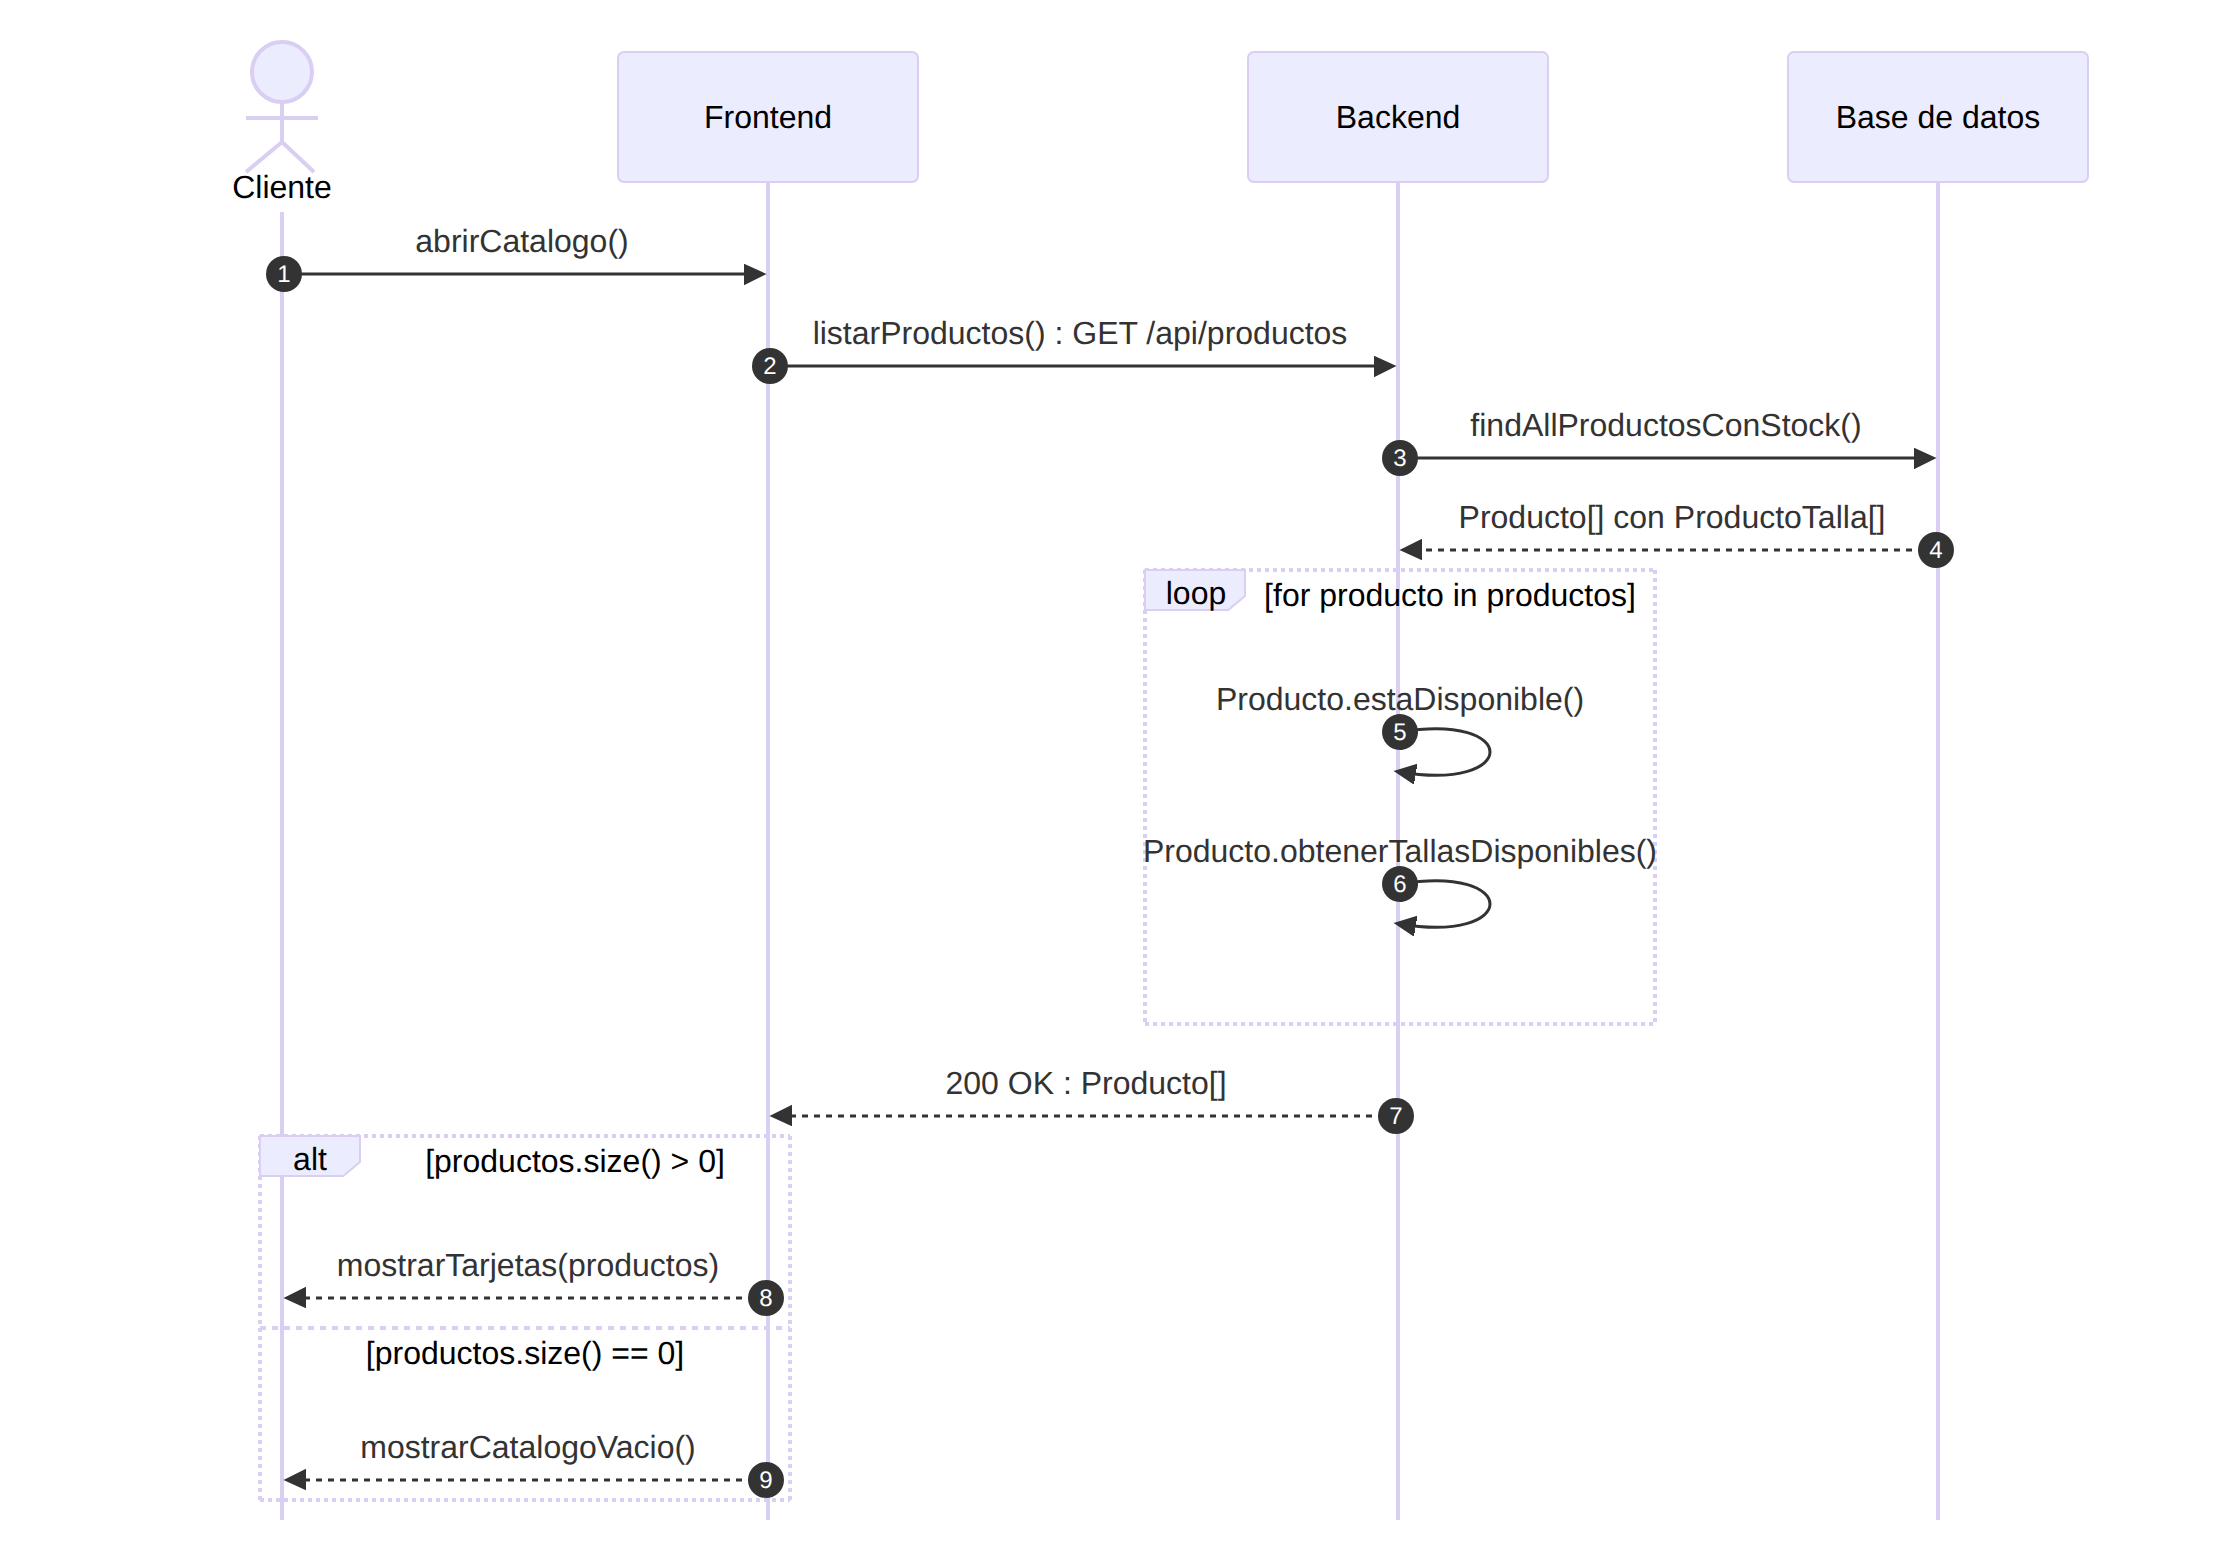 Cliente
Frontend
Backend
Base de datos
abrirCatalogo()
1
listarProductos() : GET /api/productos
2
findAllProductosConStock()
3
Producto[] con ProductoTalla[]
4
loop
[for producto in productos]
Producto.estaDisponible()
5
Producto.obtenerTallasDisponibles()
6
200 OK : Producto[]
7
alt
[productos.size() > 0]
mostrarTarjetas(productos)
8
[productos.size() == 0]
mostrarCatalogoVacio()
9